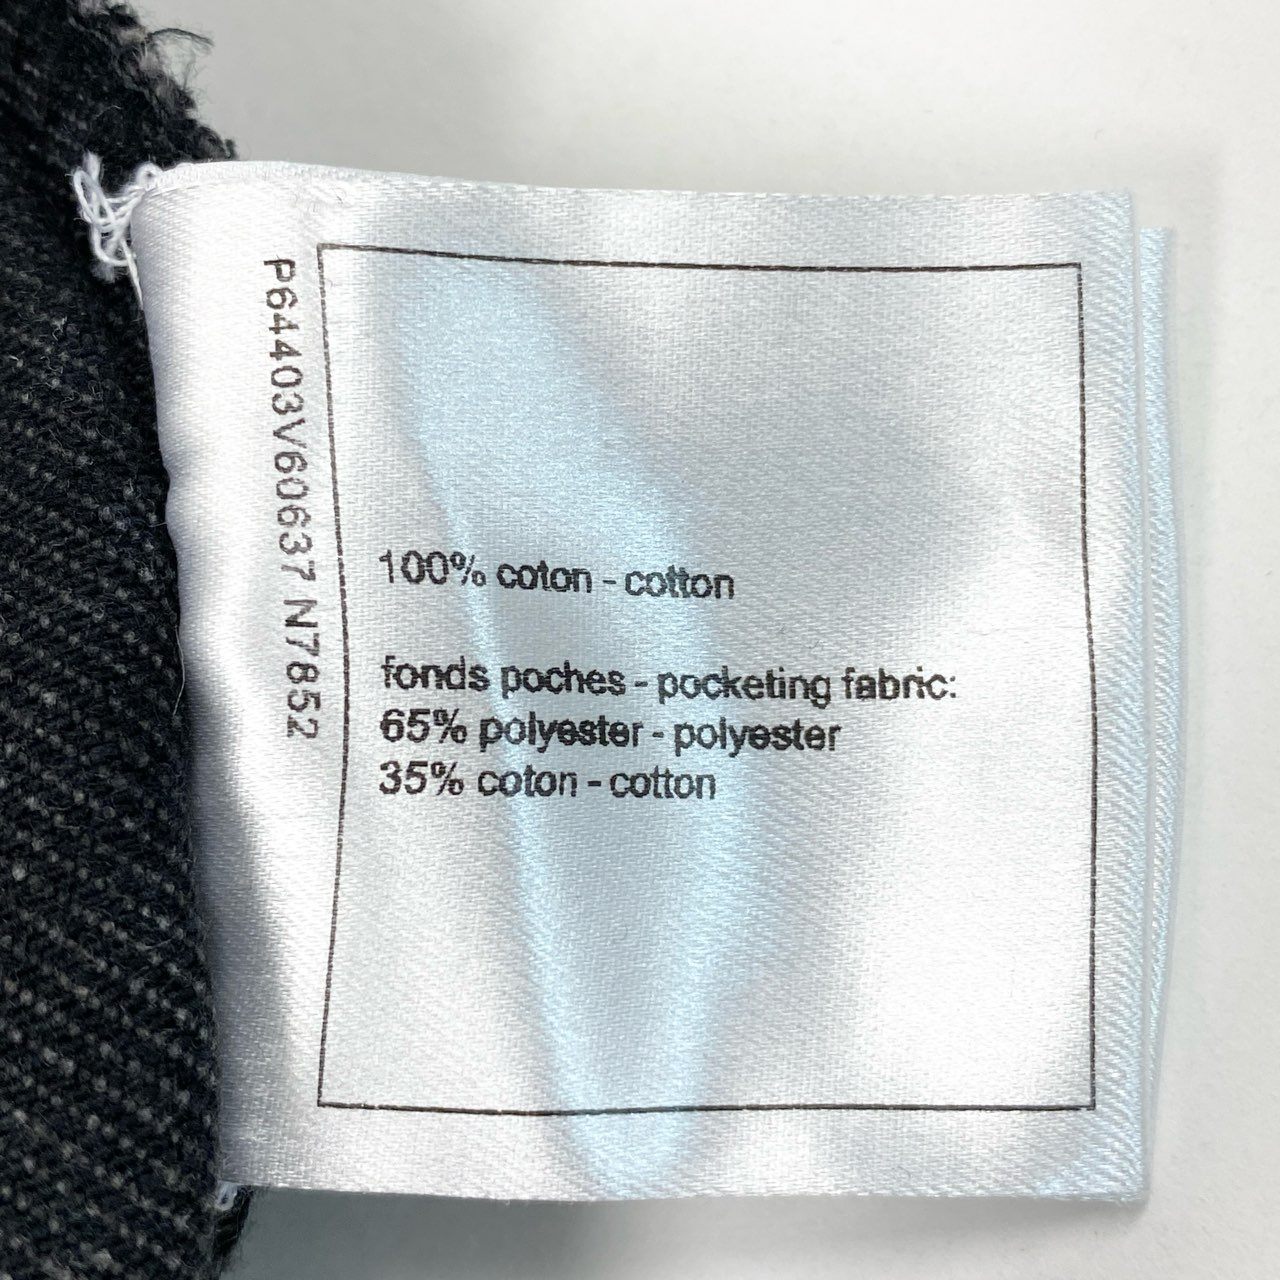 P64403V60637 N7852
100% coton - cotton
fonds poches - pocketing fabric:
65% polyester - polyester
35% coton - cotton